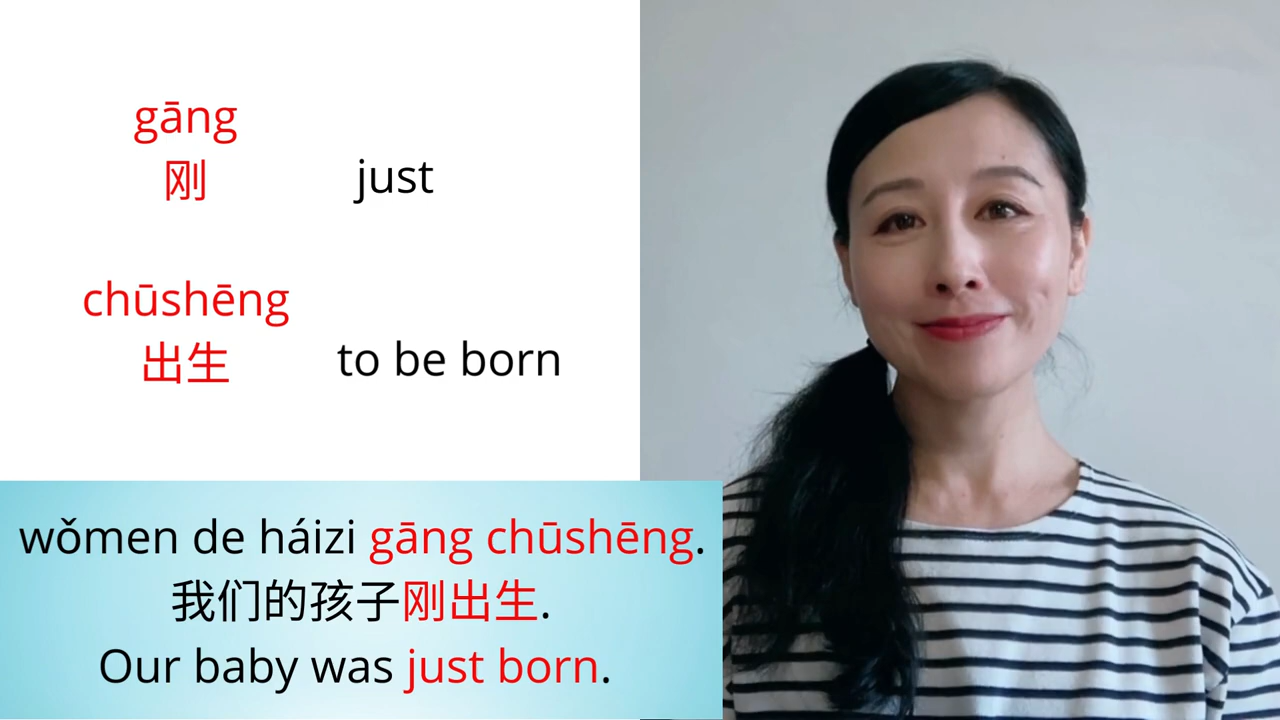 gāng
刚 just
chūshēng
出生 to be born
wǒmen de háizi gāng chūshēng.
我们的孩子刚出生.
Our baby was just born.